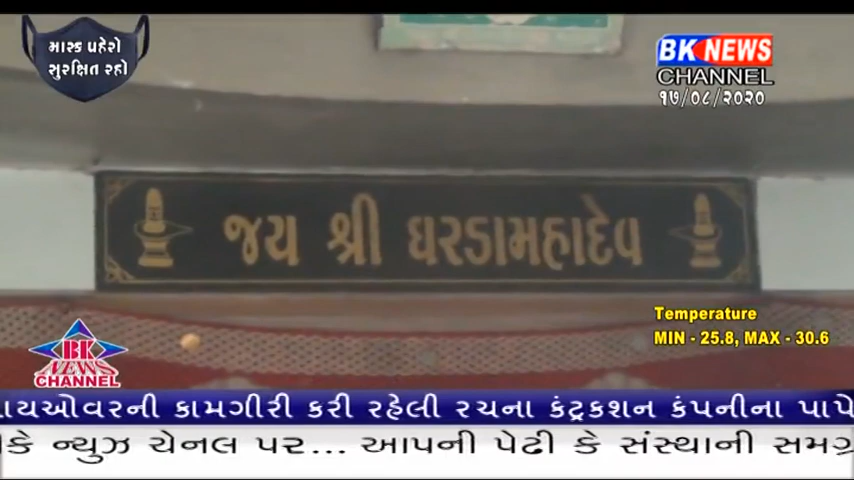 માસ્ક પહેરો
સુરક્ષિત રહો
BK NEWS
CHANNEL
૧૭/૦૮/૨૦૨૦
જય શ્રી ઘરડામહાદેવ
Temperature
MIN - 25.8, MAX - 30.6
BK
NEWS
CHANNEL
ાયઓવરની કામગીરી કરી રહેલી રચના કંટ્રકશન કંપનીના પાપે
કે ન્યુઝ ચેનલ પર... આપની પેઢી કે સંસ્થાની સમગ્ર